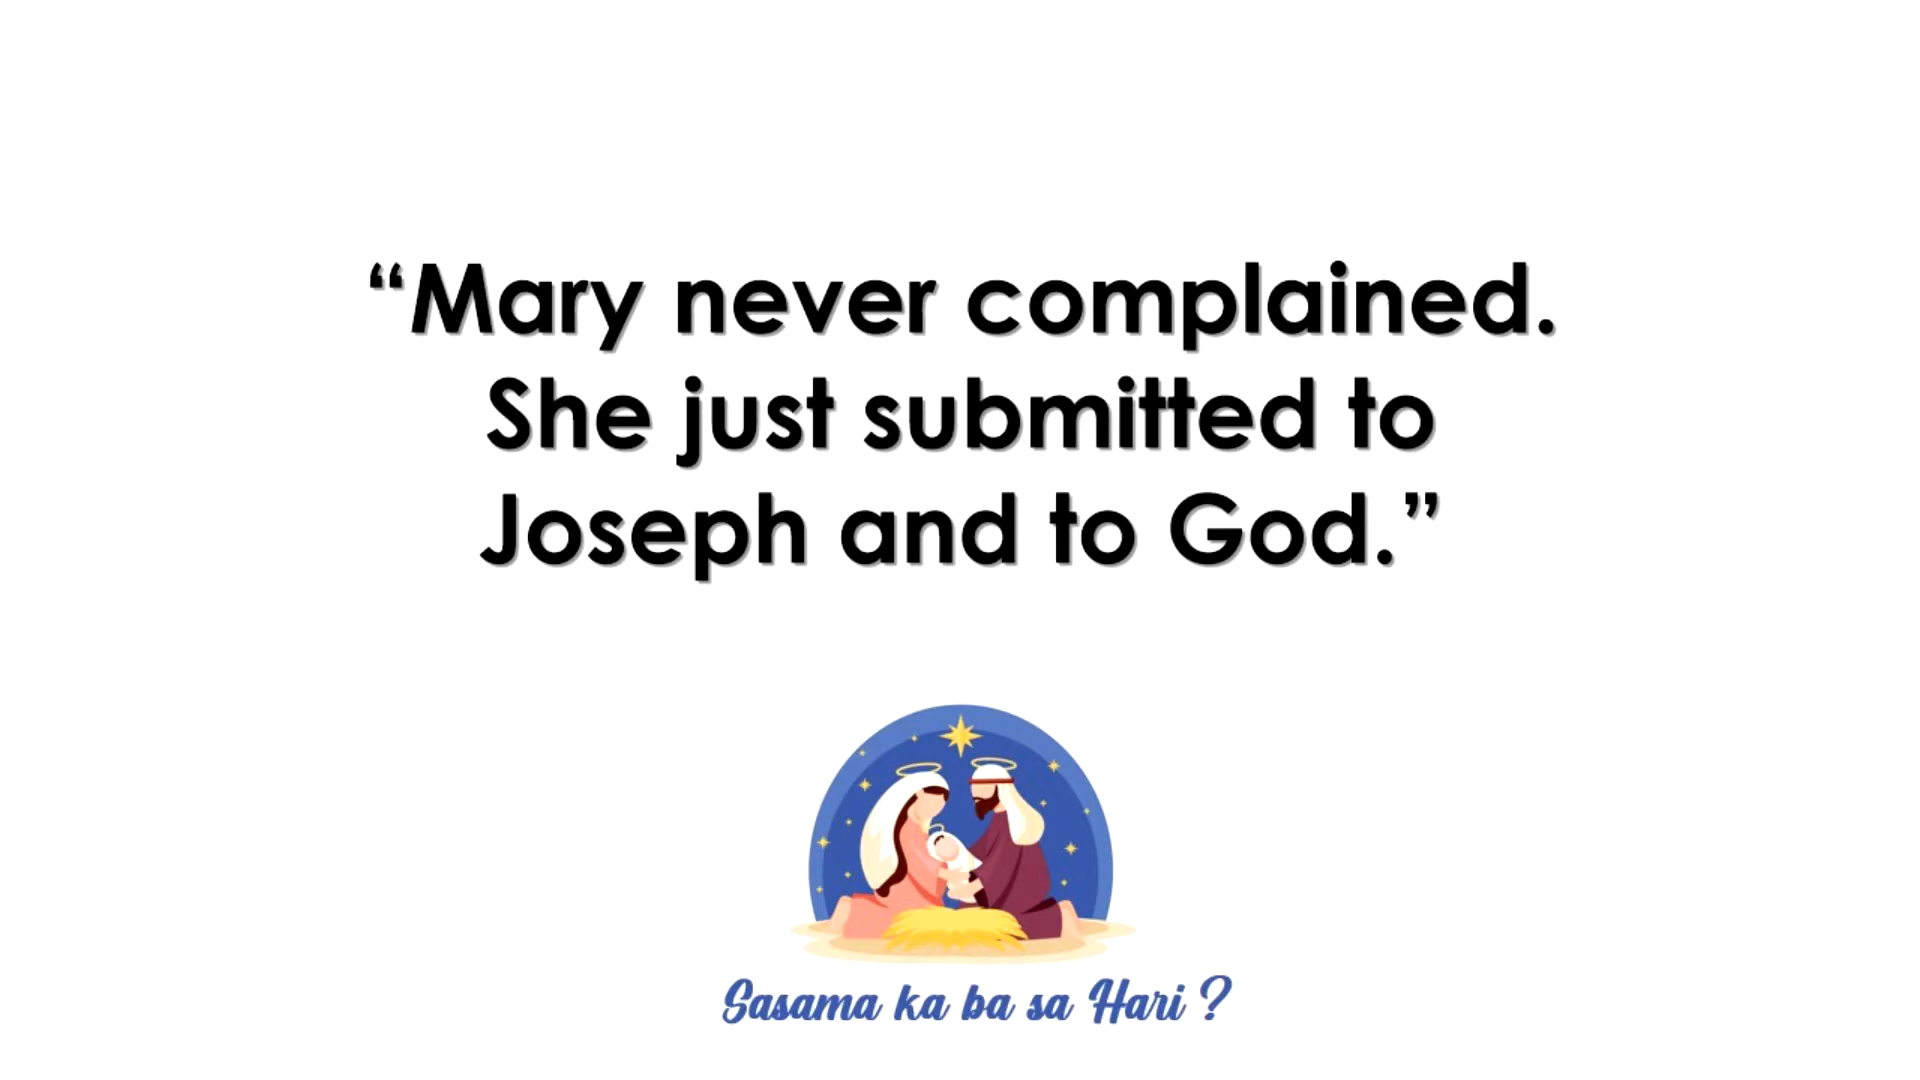 “Mary never complained.
She just submitted to
Joseph and to God.”
Sasama ka ba sa Hari ?